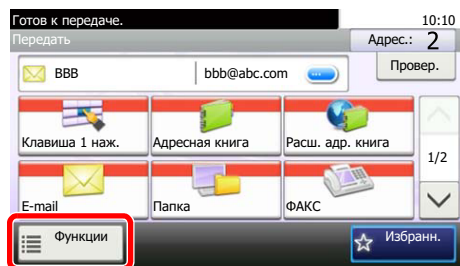 Готов к передаче. 10:10
Передать Адрес.: 2
BBB bbb@abc.com Провер.
Клавиша 1 наж. Адресная книга Расш. адр. книга
1/2
E-mail Папка ФАКС
Функции Избранн.